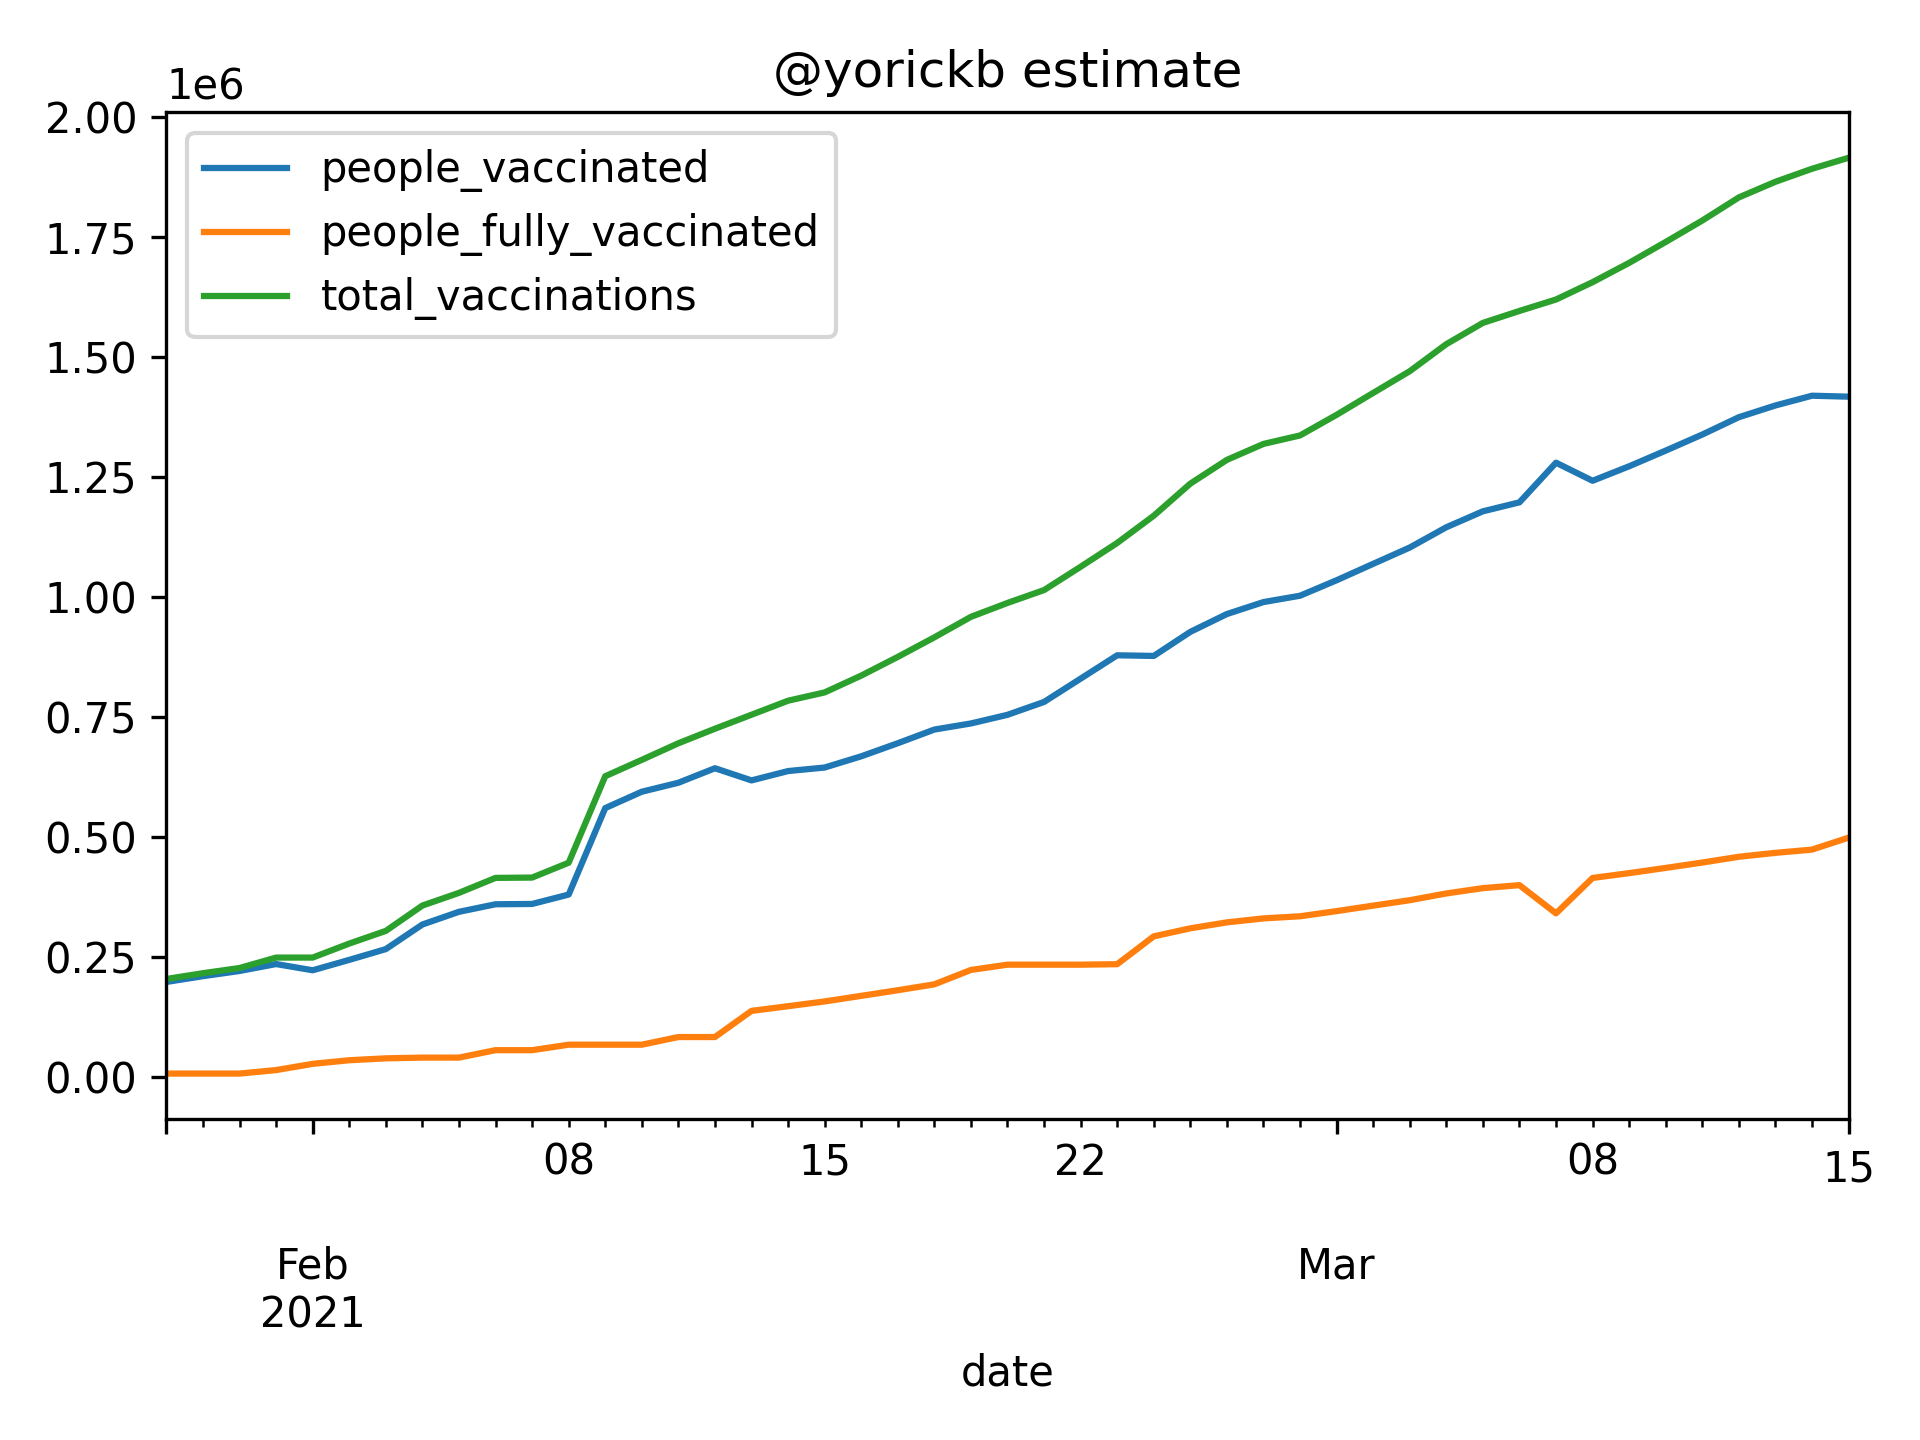 @yorickb estimate
1e6
people_vaccinated
people_fully_vaccinated
total_vaccinations
2.00
1.75
1.50
1.25
1.00
0.75
0.50
0.25
0.00
08 15 22 08 15
Feb Mar
2021
date